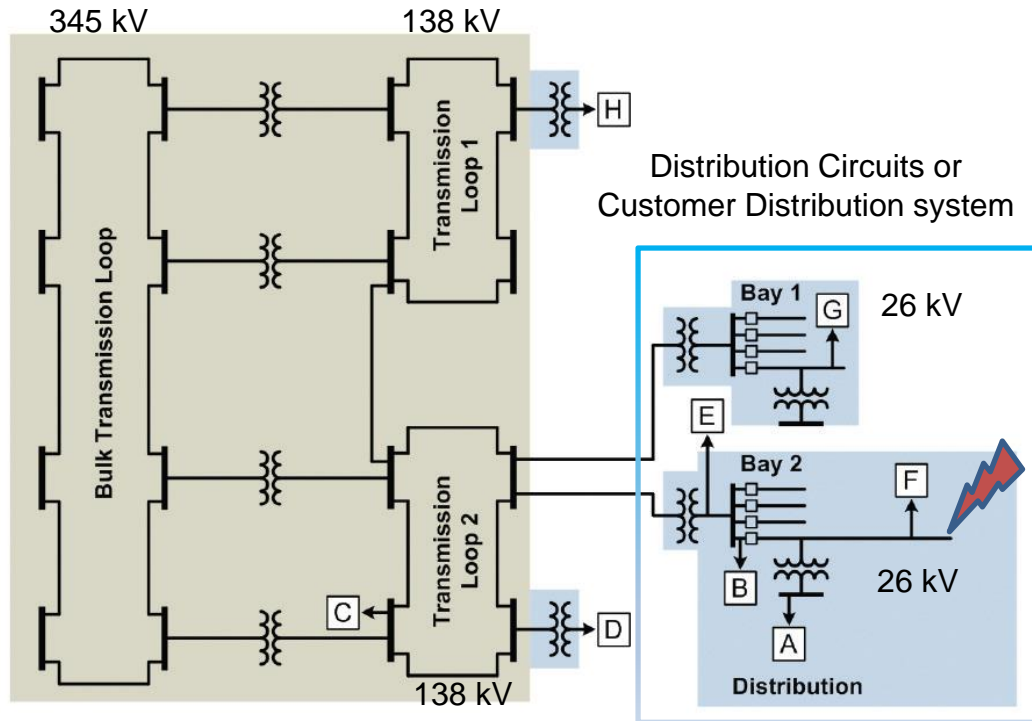 345 kV
138 kV
Bulk Transmission Loop
Transmission
Loop 1
H
Distribution Circuits or
Customer Distribution system
Bay 1
G
26 kV
E
Transmission
Loop 2
Bay 2
F
B
26 kV
C
D
A
138 kV
Distribution